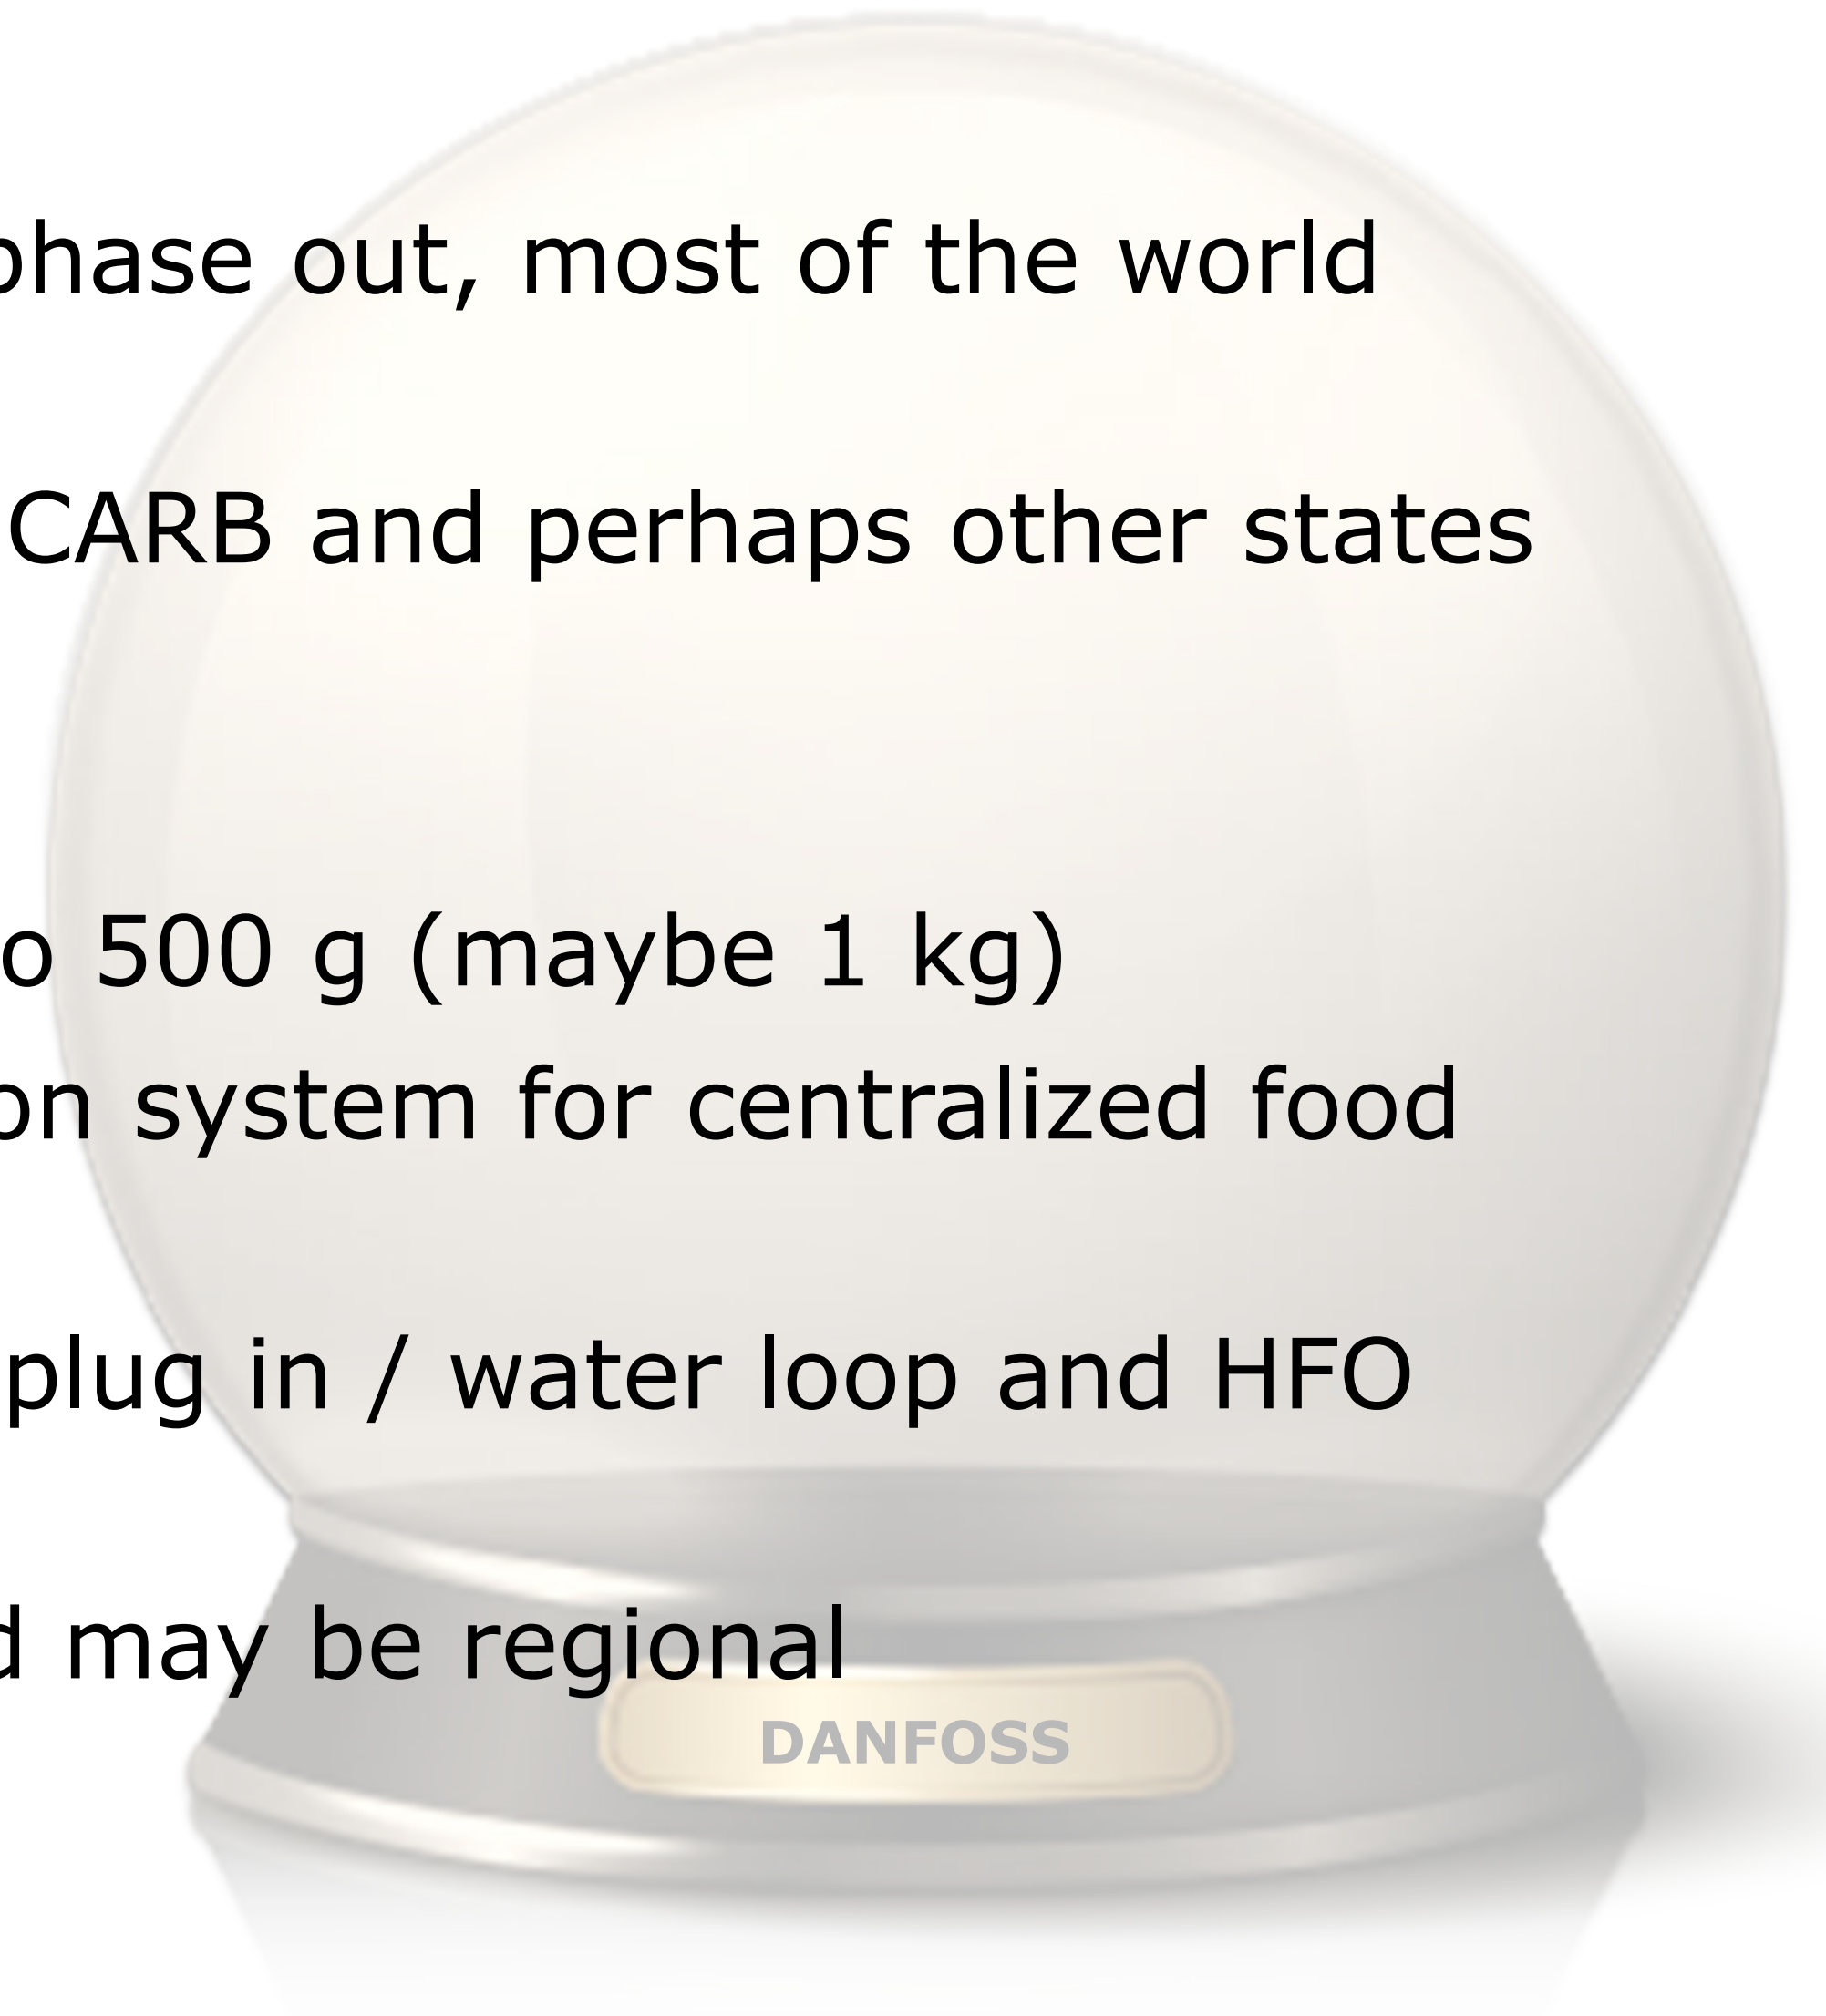 phase out, most of the world
CARB and perhaps other states
o 500 g (maybe 1 kg)
on system for centralized food
plug in / water loop and HFO
d may be regional
DANFOSS